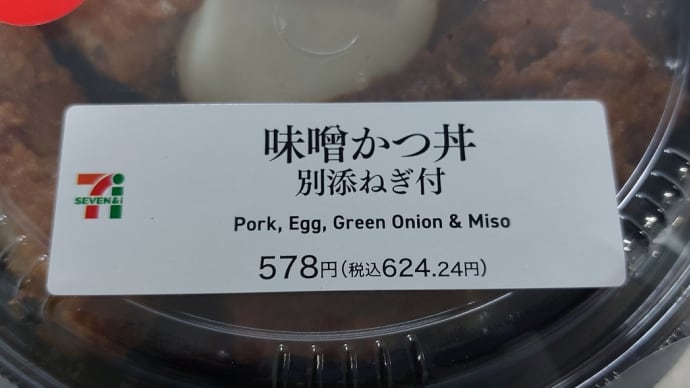 味噌かつ丼
別添ねぎ付
SEVEN&i
Pork, Egg, Green Onion & Miso
578円(税込624.24円)